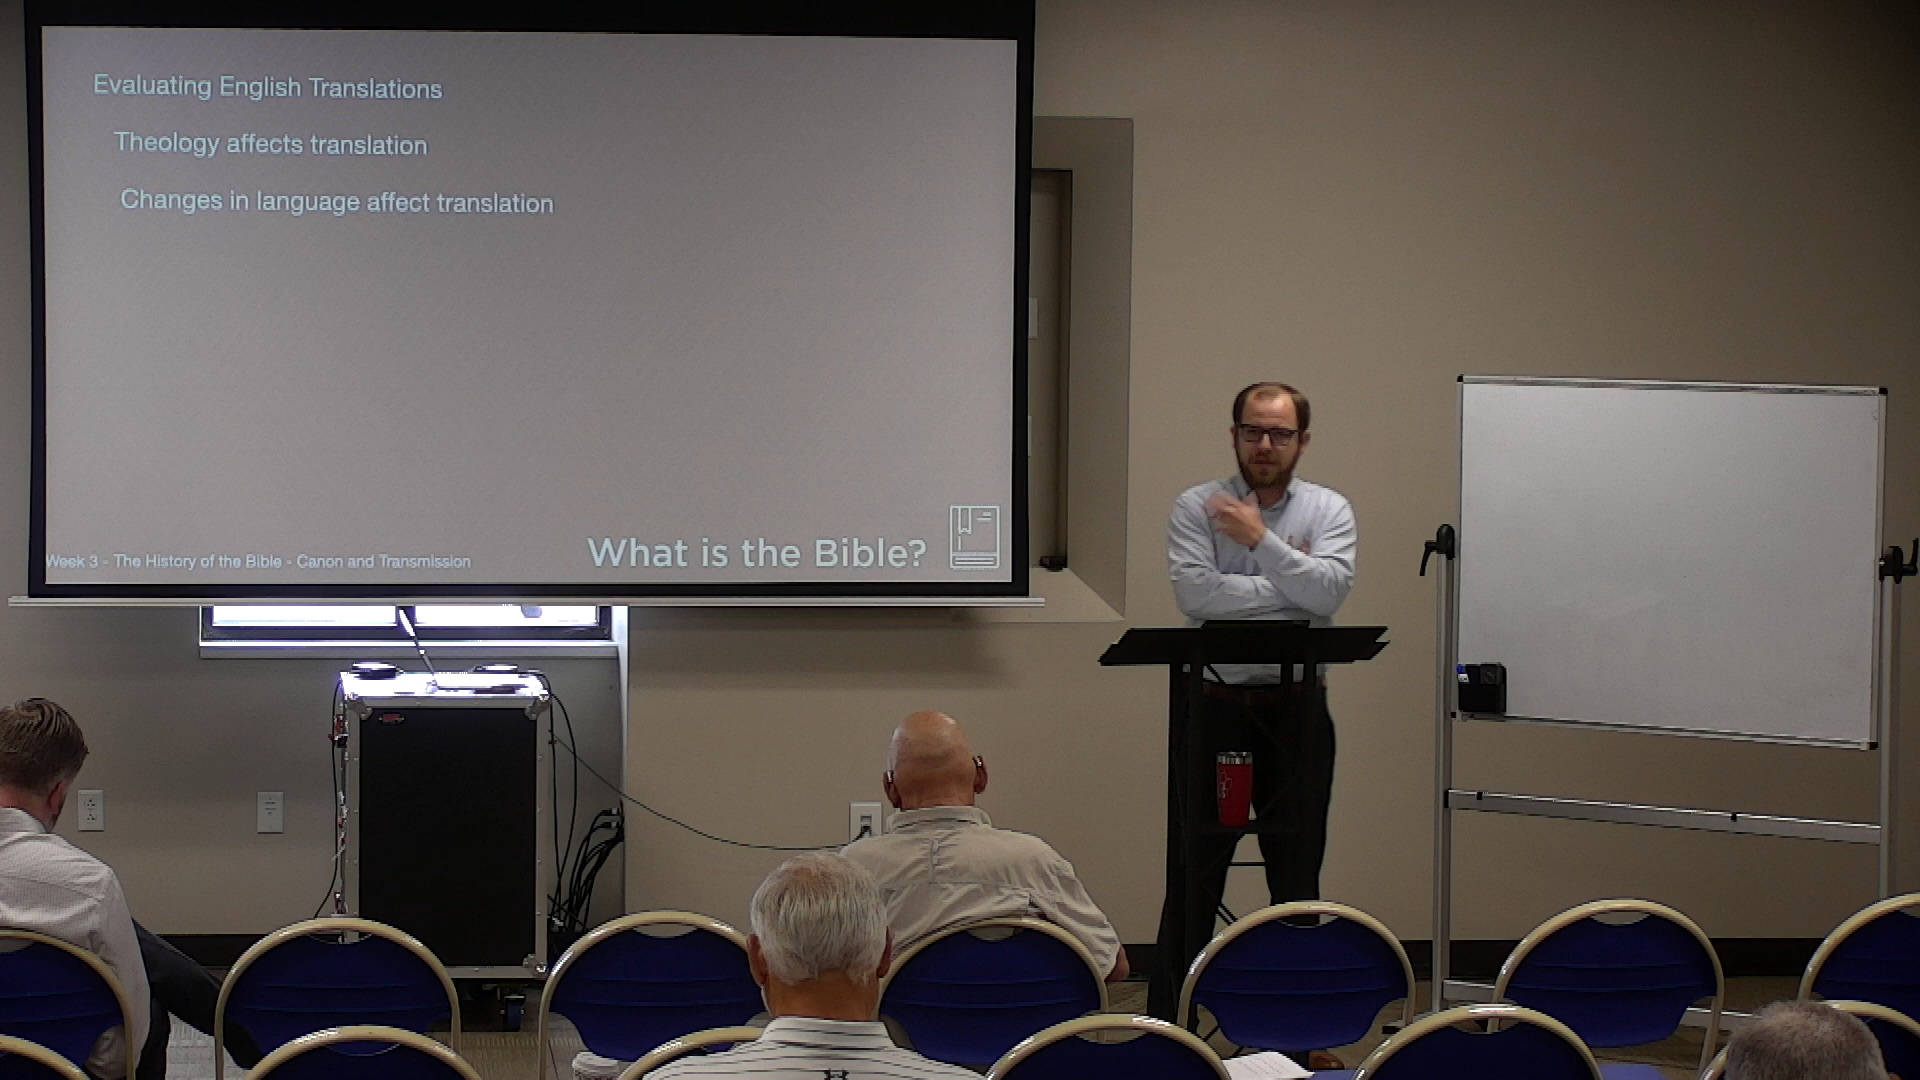 Evaluating English Translations
Theology affects translation
Changes in language affect translation
Week 3 - The History of the Bible - Canon and Transmission
What is the Bible?